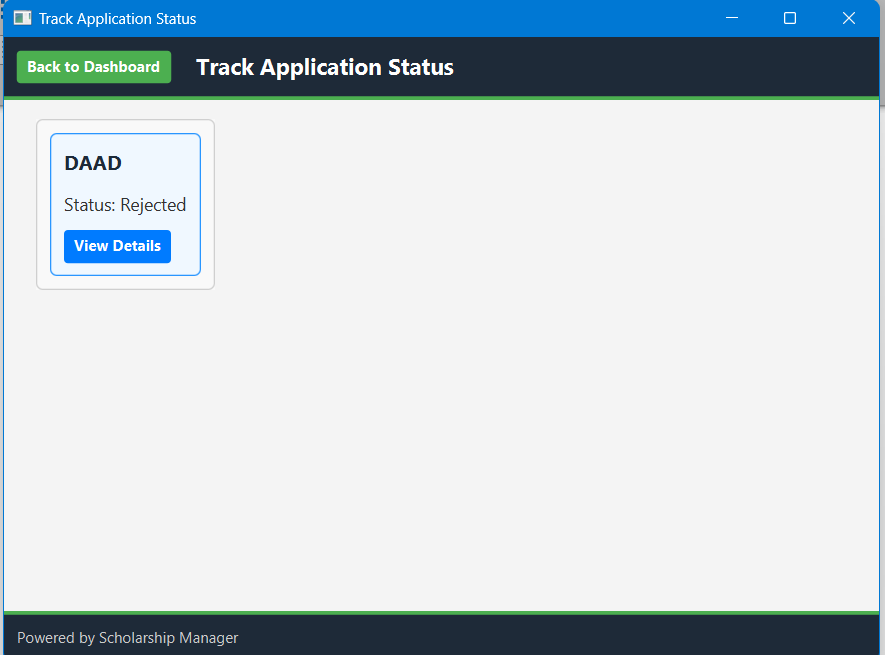 Track Application Status
Back to Dashboard
Track Application Status
DAAD
Status: Rejected
View Details
Powered by Scholarship Manager